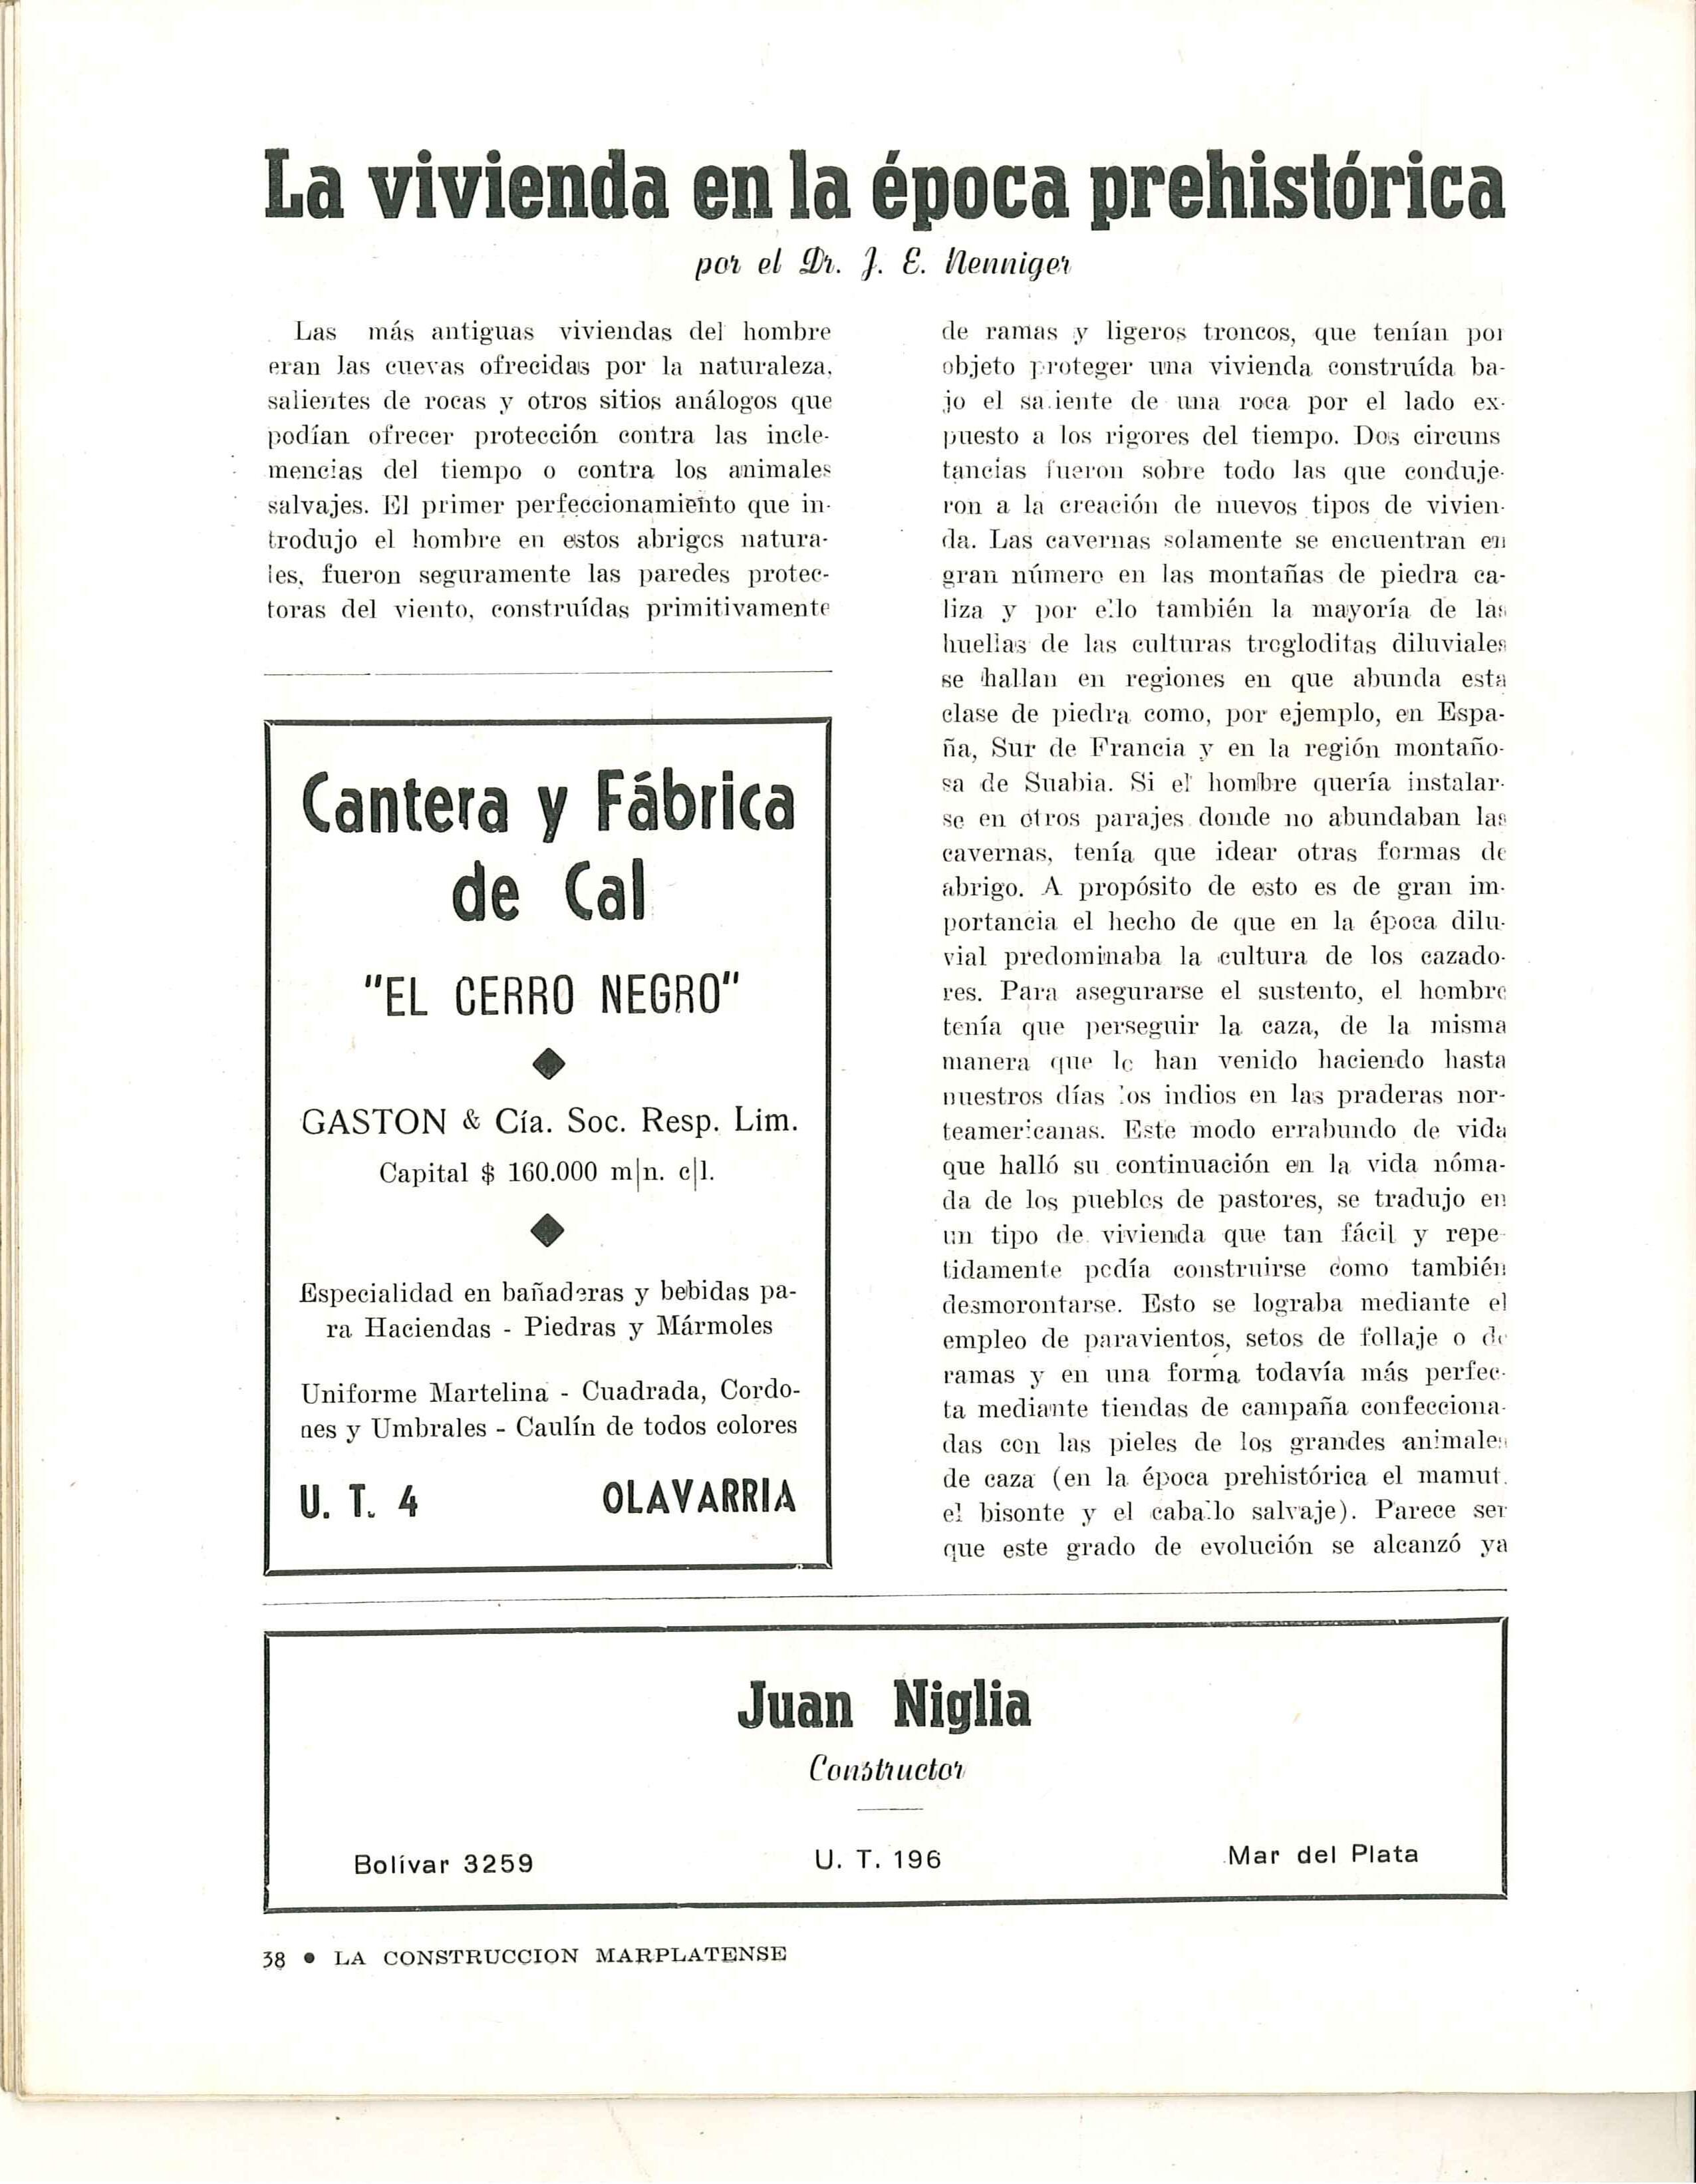 La vivienda en la época prehistórica
por el Dr. J. E. Nenniger
Las más antiguas viviendas del hombre
eran las cuevas ofrecidas por la naturaleza,
salientes de rocas y otros sitios análogos que
podían ofrecer protección contra las incle-
mencias del tiempo o contra los animales
salvajes. El primer perfeccionamiento que in-
trodujo el hombre en estos abrigos natura-
les, fueron seguramente las paredes protec-
toras del viento, construídas primitivamente
de ramas y ligeros troncos, que tenían por
objeto proteger una vivienda construída ba-
jo el saliente de una roca por el lado ex-
puesto a los rigores del tiempo. Dos circuns
tancias fueron sobre todo las que conduje-
ron a la creación de nuevos tipos de vivien-
da. Las cavernas solamente se encuentran en
gran número en las montañas de piedra ca-
liza y por ello también la mayoría de las
huellas de las culturas trogloditas diluviales
se hallan en regiones en que abunda esta
clase de piedra como, por ejemplo, en Espa-
ña, Sur de Francia y en la región montaño-
sa de Suabia. Si el hombre quería instalar-
se en otros parajes donde no abundaban las
cavernas, tenía que idear otras formas de
abrigo. A propósito de esto es de gran im-
portancia el hecho de que en la época dilu-
vial predominaba la cultura de los cazado-
res. Para asegurarse el sustento, el hombre
tenía que perseguir la caza, de la misma
manera que lo han venido haciendo hasta
nuestros días los indios en las praderas nor-
teamericanas. Este modo errabundo de vida
que halló su continuación en la vida nóma-
da de los pueblos de pastores, se tradujo en
un tipo de vivienda que tan fácil y repe-
tidamente podía construirse como también
desmorontarse. Esto se lograba mediante el
empleo de paravientos, setos de follaje o de
ramas y en una forma todavía más perfec-
ta mediante tiendas de campaña confecciona-
das con las pieles de los grandes animales
de caza (en la época prehistórica el mamut,
el bisonte y el caballo salvaje). Parece ser
que este grado de evolución se alcanzó ya
Cantera y Fábrica
de Cal
"EL CERRO NEGRO"
GASTON & Cía. Soc. Resp. Lim.
Capital $ 160.000 m|n. c|l.
Especialidad en bañaderas y bebidas pa-
ra Haciendas - Piedras y Mármoles
Uniforme Martelina - Cuadrada, Cordo-
nes y Umbrales - Caulín de todos colores
U. T. 4 OLAVARRIA
Juan Niglia
Constructor
Bolívar 3259 U. T. 196 Mar del Plata
38 • LA CONSTRUCCION MARPLATENSE